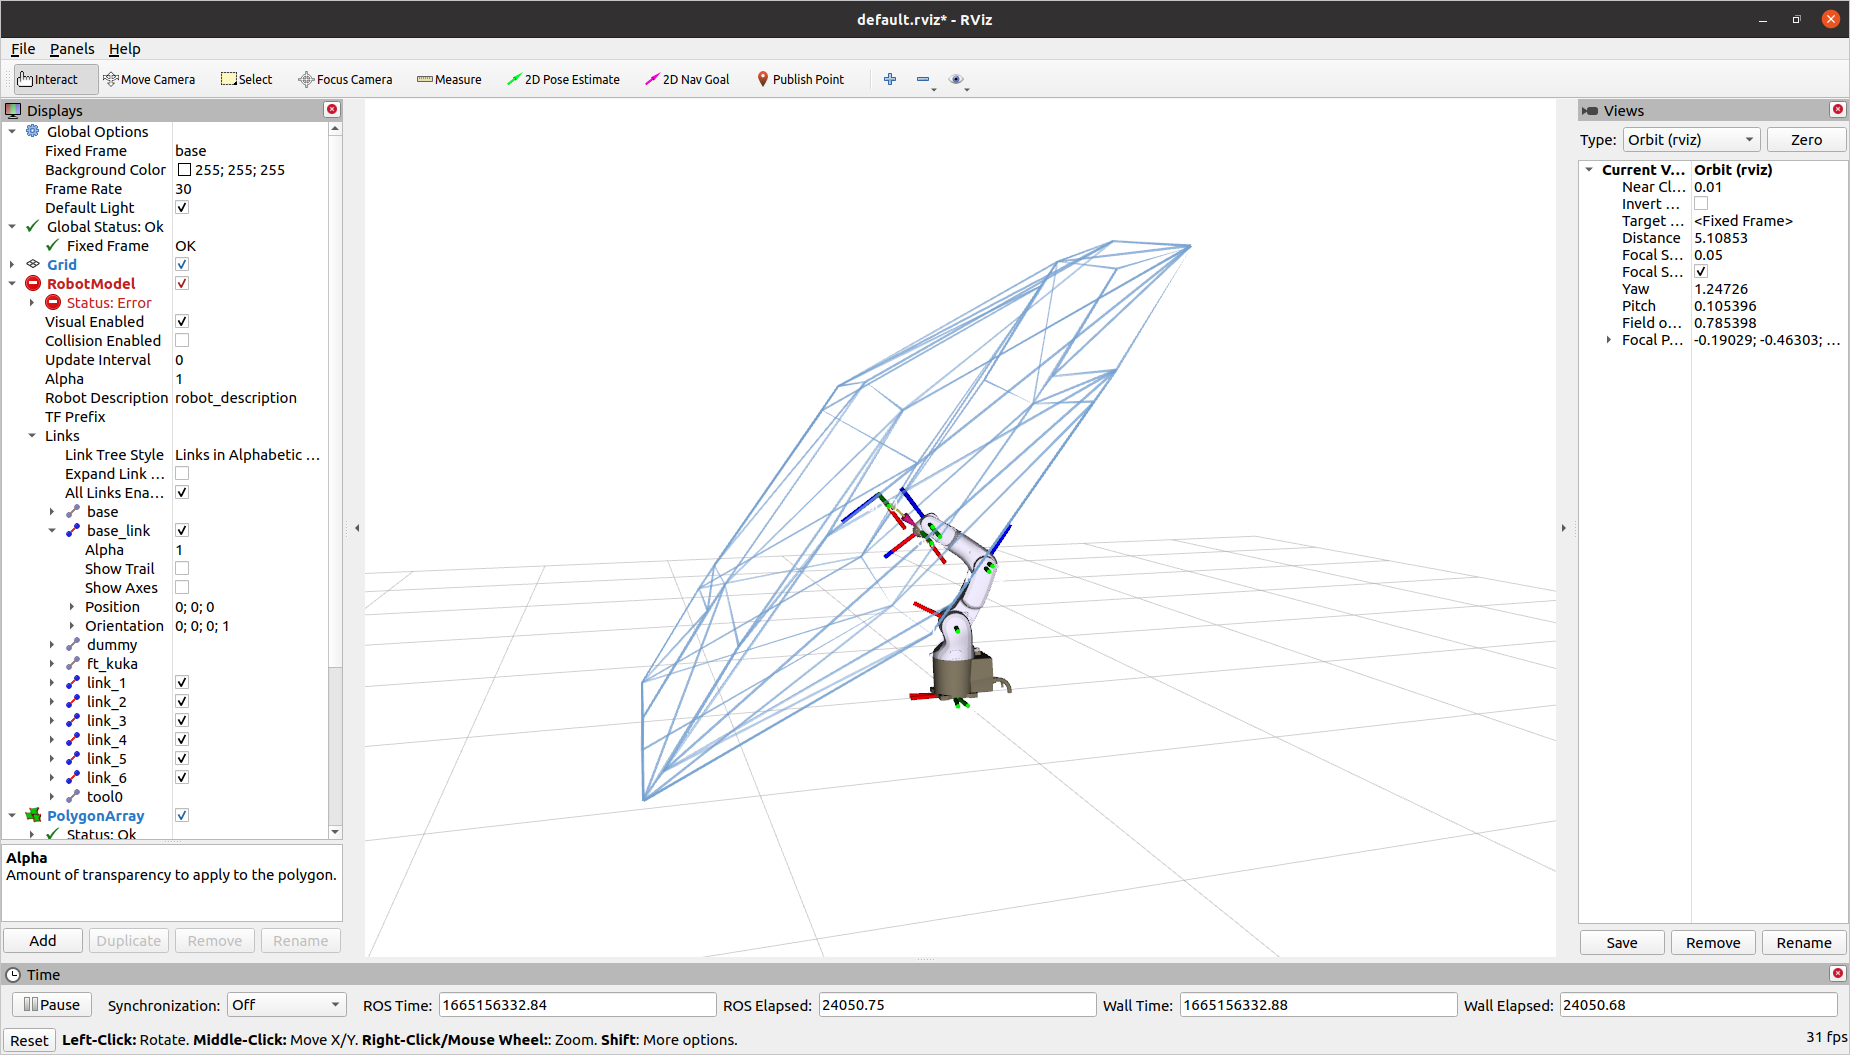 default.rviz* - RViz
File Panels Help
Interact Move Camera Select Focus Camera Measure 2D Pose Estimate 2D Nav Goal Publish Point
Displays
Global Options
Fixed Frame base
Background Color 255; 255; 255
Frame Rate 30
Default Light
Global Status: Ok
Fixed Frame OK
Grid
RobotModel
Status: Error
Visual Enabled
Collision Enabled
Update Interval 0
Alpha 1
Robot Description robot_description
TF Prefix
Links
Link Tree Style Links in Alphabetic ...
Expand Link ...
All Links Ena...
base
base_link
Alpha 1
Show Trail
Show Axes
Position 0; 0; 0
Orientation 0; 0; 0; 1
dummy
ft_kuka
link_1
link_2
link_3
link_4
link_5
link_6
tool0
PolygonArray
Status: Ok
Alpha
Amount of transparency to apply to the polygon.
Add Duplicate Remove Rename
Views
Type: Orbit (rviz) Zero
Current V... Orbit (rviz)
Near Cl... 0.01
Invert ...
Target ... <Fixed Frame>
Distance 5.10853
Focal S... 0.05
Focal S...
Yaw 1.24726
Pitch 0.105396
Field o... 0.785398
Focal P... -0.19029; -0.46303; ...
Save Remove Rename
Time
Pause Synchronization: Off ROS Time: 1665156332.84 ROS Elapsed: 24050.75 Wall Time: 1665156332.88 Wall Elapsed: 24050.68
Reset Left-Click: Rotate. Middle-Click: Move X/Y. Right-Click/Mouse Wheel:: Zoom. Shift: More options. 31 fps